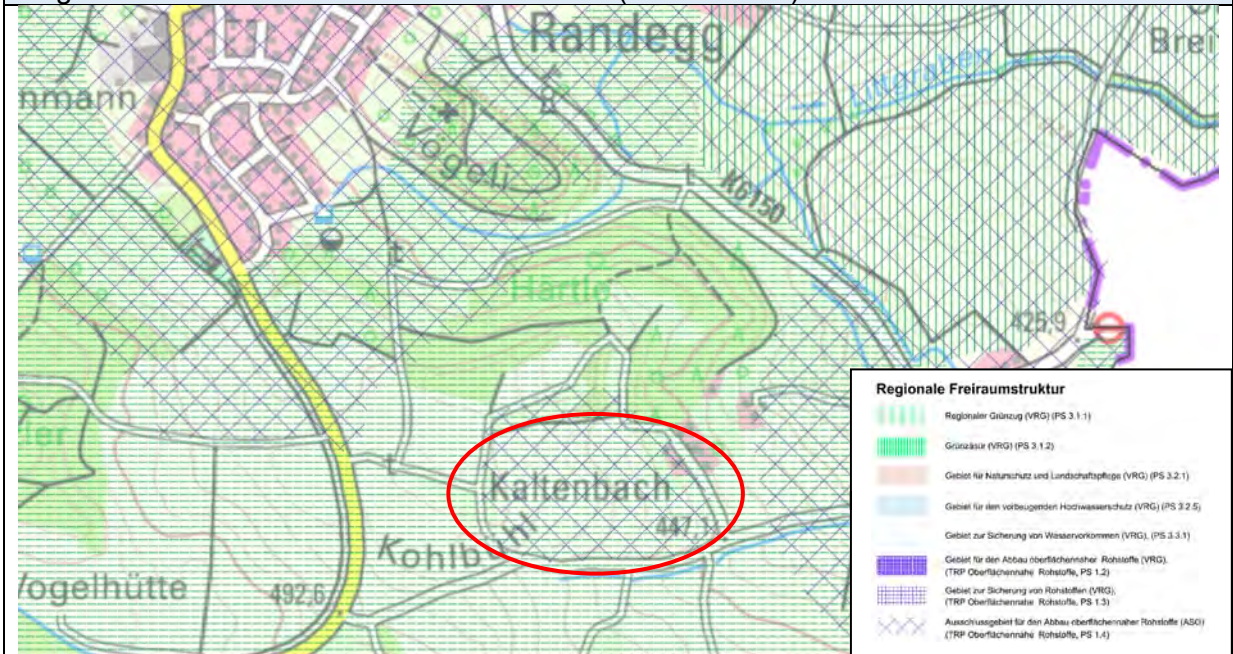 Randegg
Brei
nmann
Littgraben
Vögeli
K6150
Härtle
425,9
Kaltenbach
447,1
Kohlbühl
ogelhütte
492,6
Regionale Freiraumstruktur
Regionaler Grünzug (VRG) (PS 3.1.1)
Grünzäsur (VRG) (PS 3.1.2)
Gebiet für Naturschutz und Landschaftspflege (VRG) (PS 3.2.1)
Gebiet für den vorbeugenden Hochwasserschutz (VRG) (PS 3.2.5)
Gebiet zur Sicherung von Wasservorkommen (VRG), (PS 3.3.1)
Gebiet für den Abbau oberflächennaher Rohstoffe (VRG),
(TRP Oberflächennahe Rohstoffe, PS 1.2)
Gebiet zur Sicherung von Rohstoffen (VRG),
(TRP Oberflächennahe Rohstoffe, PS 1.3)
Ausschlussgebiet für den Abbau oberflächennaher Rohstoffe (ASG)
(TRP Oberflächennahe Rohstoffe, PS 1.4)